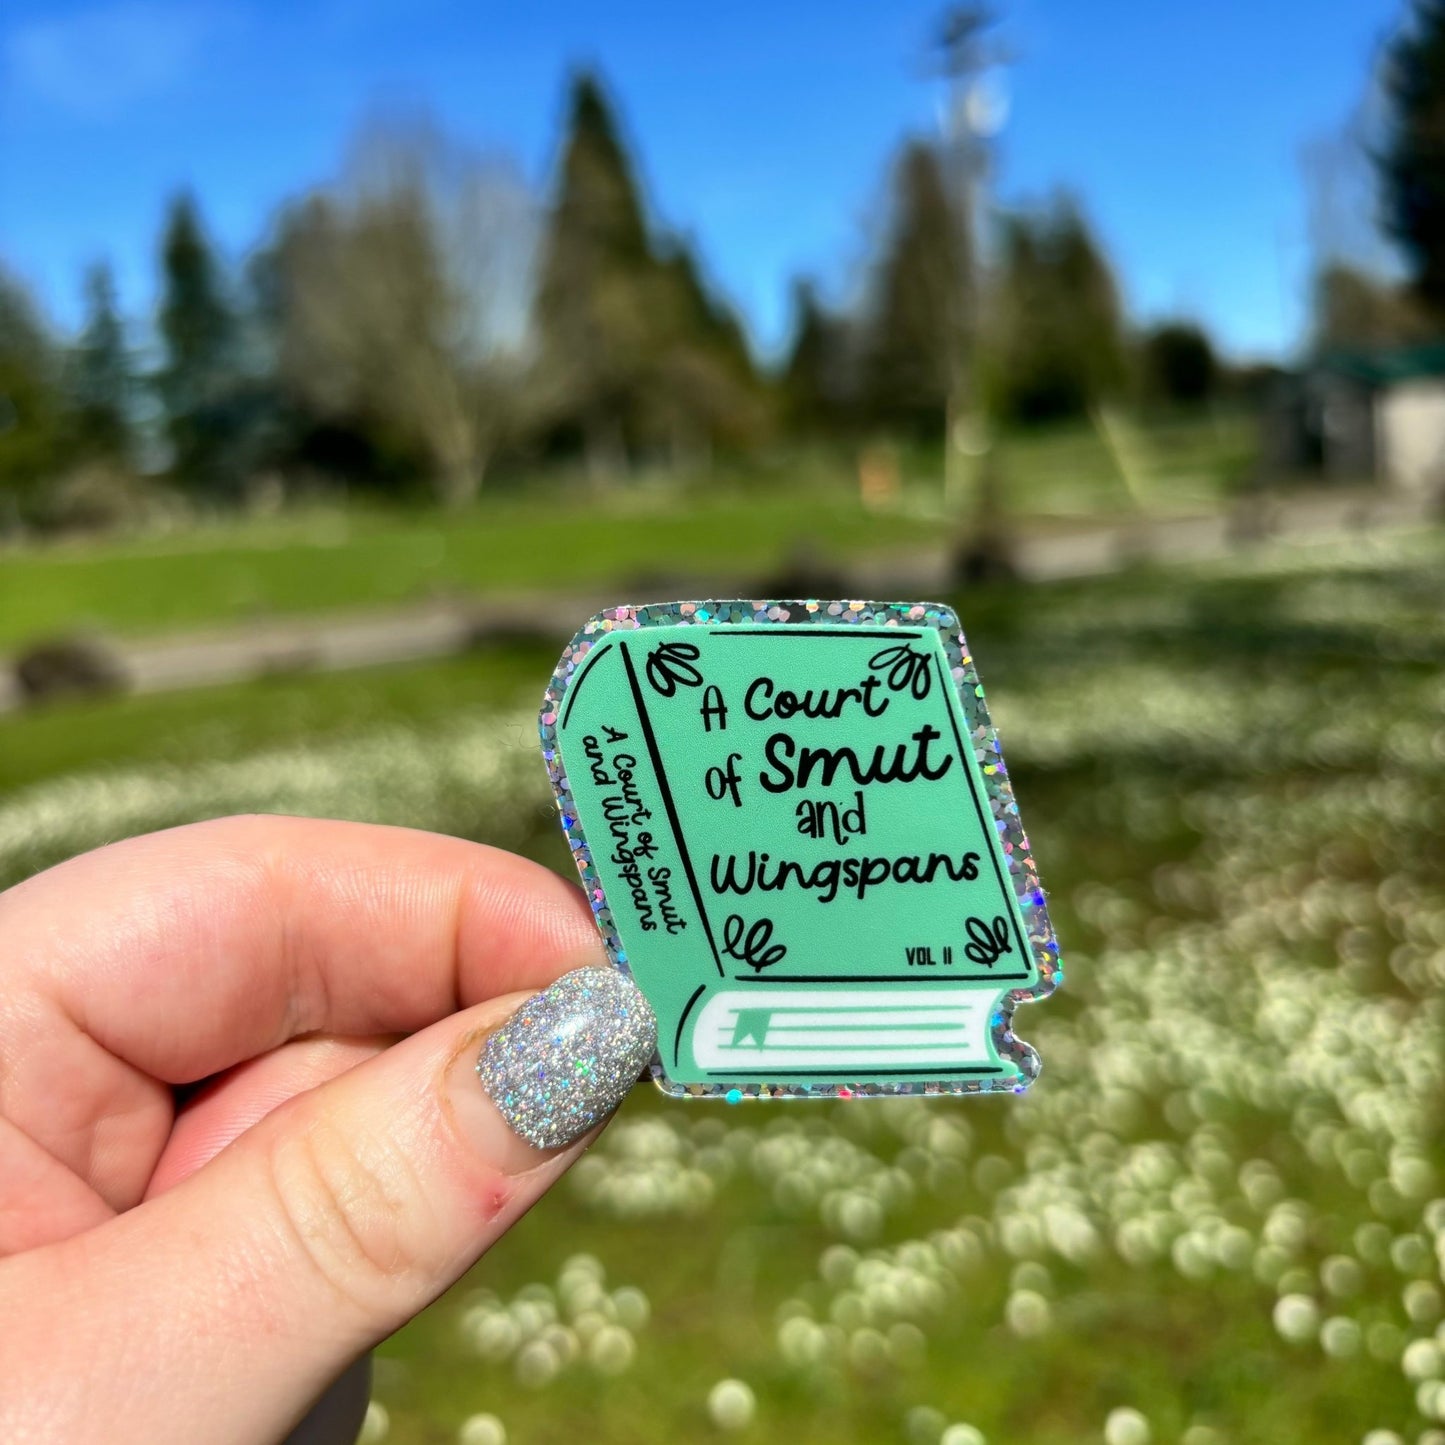 A Court of Smut
and Wingspans
A Court
of Smut
and
Wingspans
VOL II